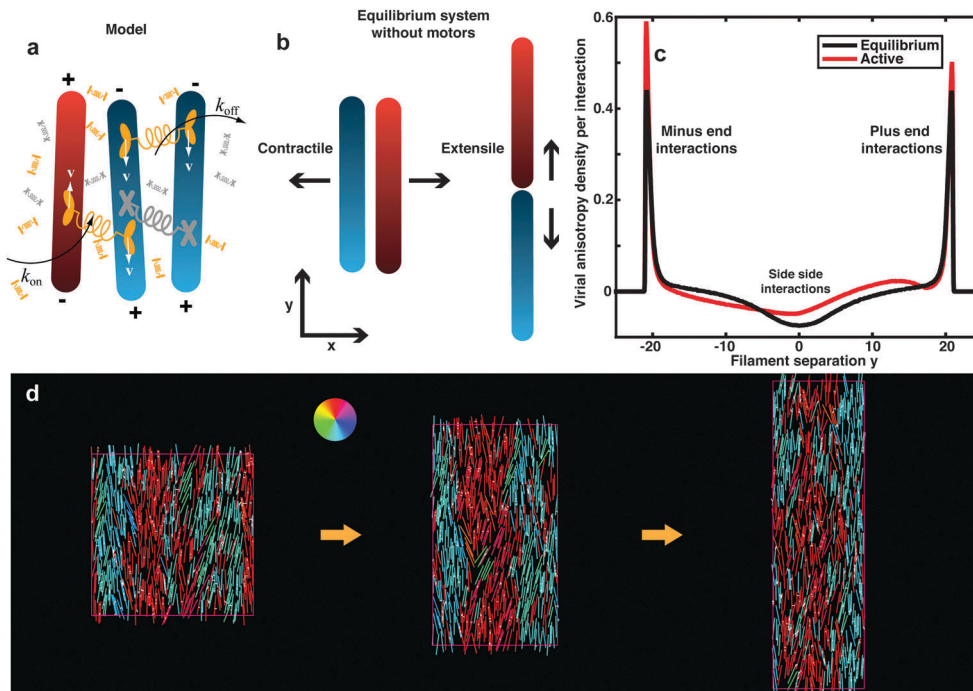 Model
a
+
-
-
k_off
v
v
v
v
k_on
-
+
+
b
Equilibrium system
without motors
Contractile
Extensile
y
x
c
Equilibrium
Active
Virial anisotropy density per interaction
0.6
0.4
0.2
0
Minus end
interactions
Plus end
interactions
Side side
interactions
-20
-10
0
10
20
Filament separation y
d